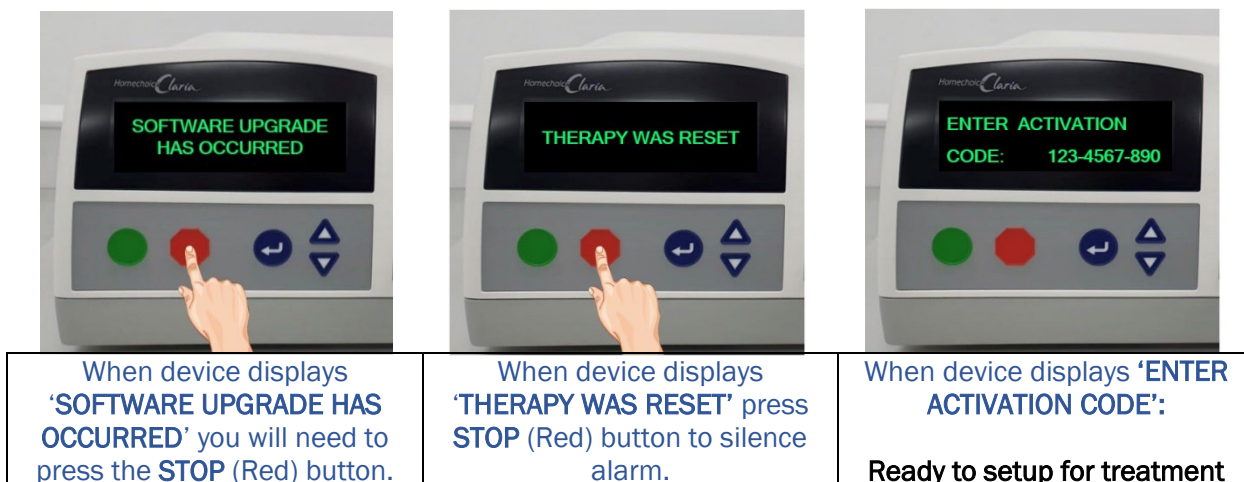 Homechoice Claria
SOFTWARE UPGRADE
HAS OCCURRED
Homechoice Claria
THERAPY WAS RESET
Homechoice Claria
ENTER ACTIVATION
CODE: 123-4567-890
When device displays
‘SOFTWARE UPGRADE HAS
OCCURRED’ you will need to
press the STOP (Red) button.
When device displays
‘THERAPY WAS RESET’ press
STOP (Red) button to silence
alarm.
When device displays ‘ENTER
ACTIVATION CODE’:
Ready to setup for treatment